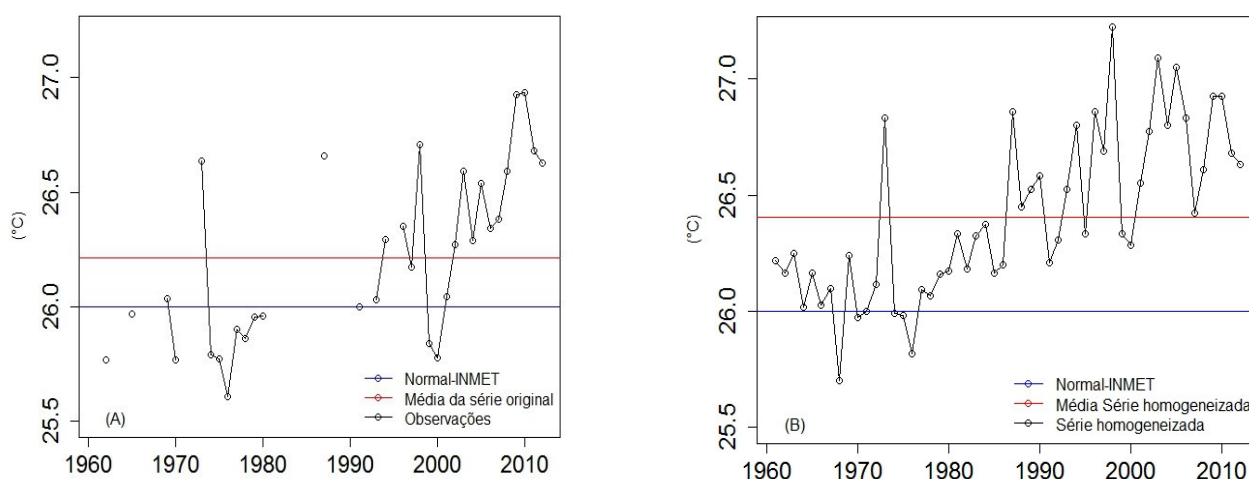 27.0
26.5
(°C)
26.0
25.5
(A)
Normal-INMET
Média da série original
Observações
1960 1970 1980 1990 2000 2010
27.0
26.5
(°C)
26.0
25.5
(B)
Normal-INMET
Média Série homogeneizada
Série homogeneizada
1960 1970 1980 1990 2000 2010